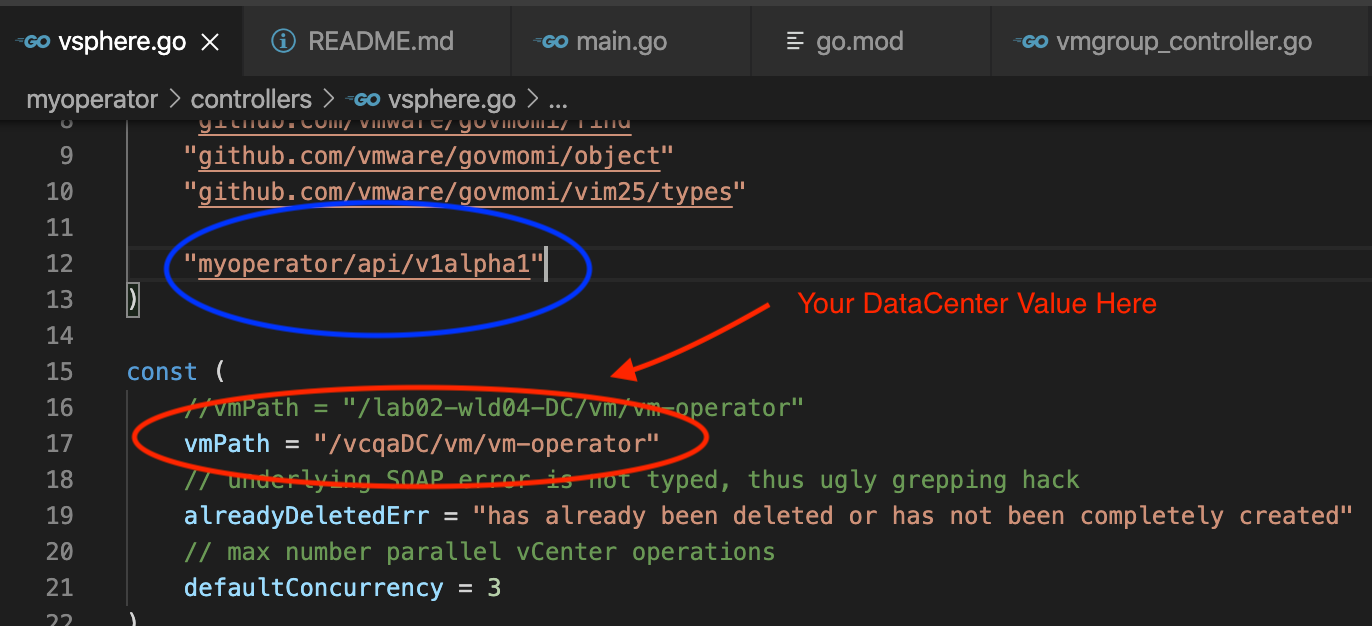 GO vsphere.go ×
README.md
GO main.go
go.mod
GO vmgroup_controller.go
myoperator > controllers > GO vsphere.go > ...
8 github.com/vmware/govmomi/find
9 "github.com/vmware/govmomi/object"
10 "github.com/vmware/govmomi/vim25/types"
11
12 "myoperator/api/v1alpha1"
13 )
Your DataCenter Value Here
14
15 const (
16 //vmPath = "/lab02-wld04-DC/vm/vm-operator"
17 vmPath = "/vcqaDC/vm/vm-operator"
18 // underlying SOAP error is not typed, thus ugly grepping hack
19 alreadyDeletedErr = "has already been deleted or has not been completely created"
20 // max number parallel vCenter operations
21 defaultConcurrency = 3
22 )